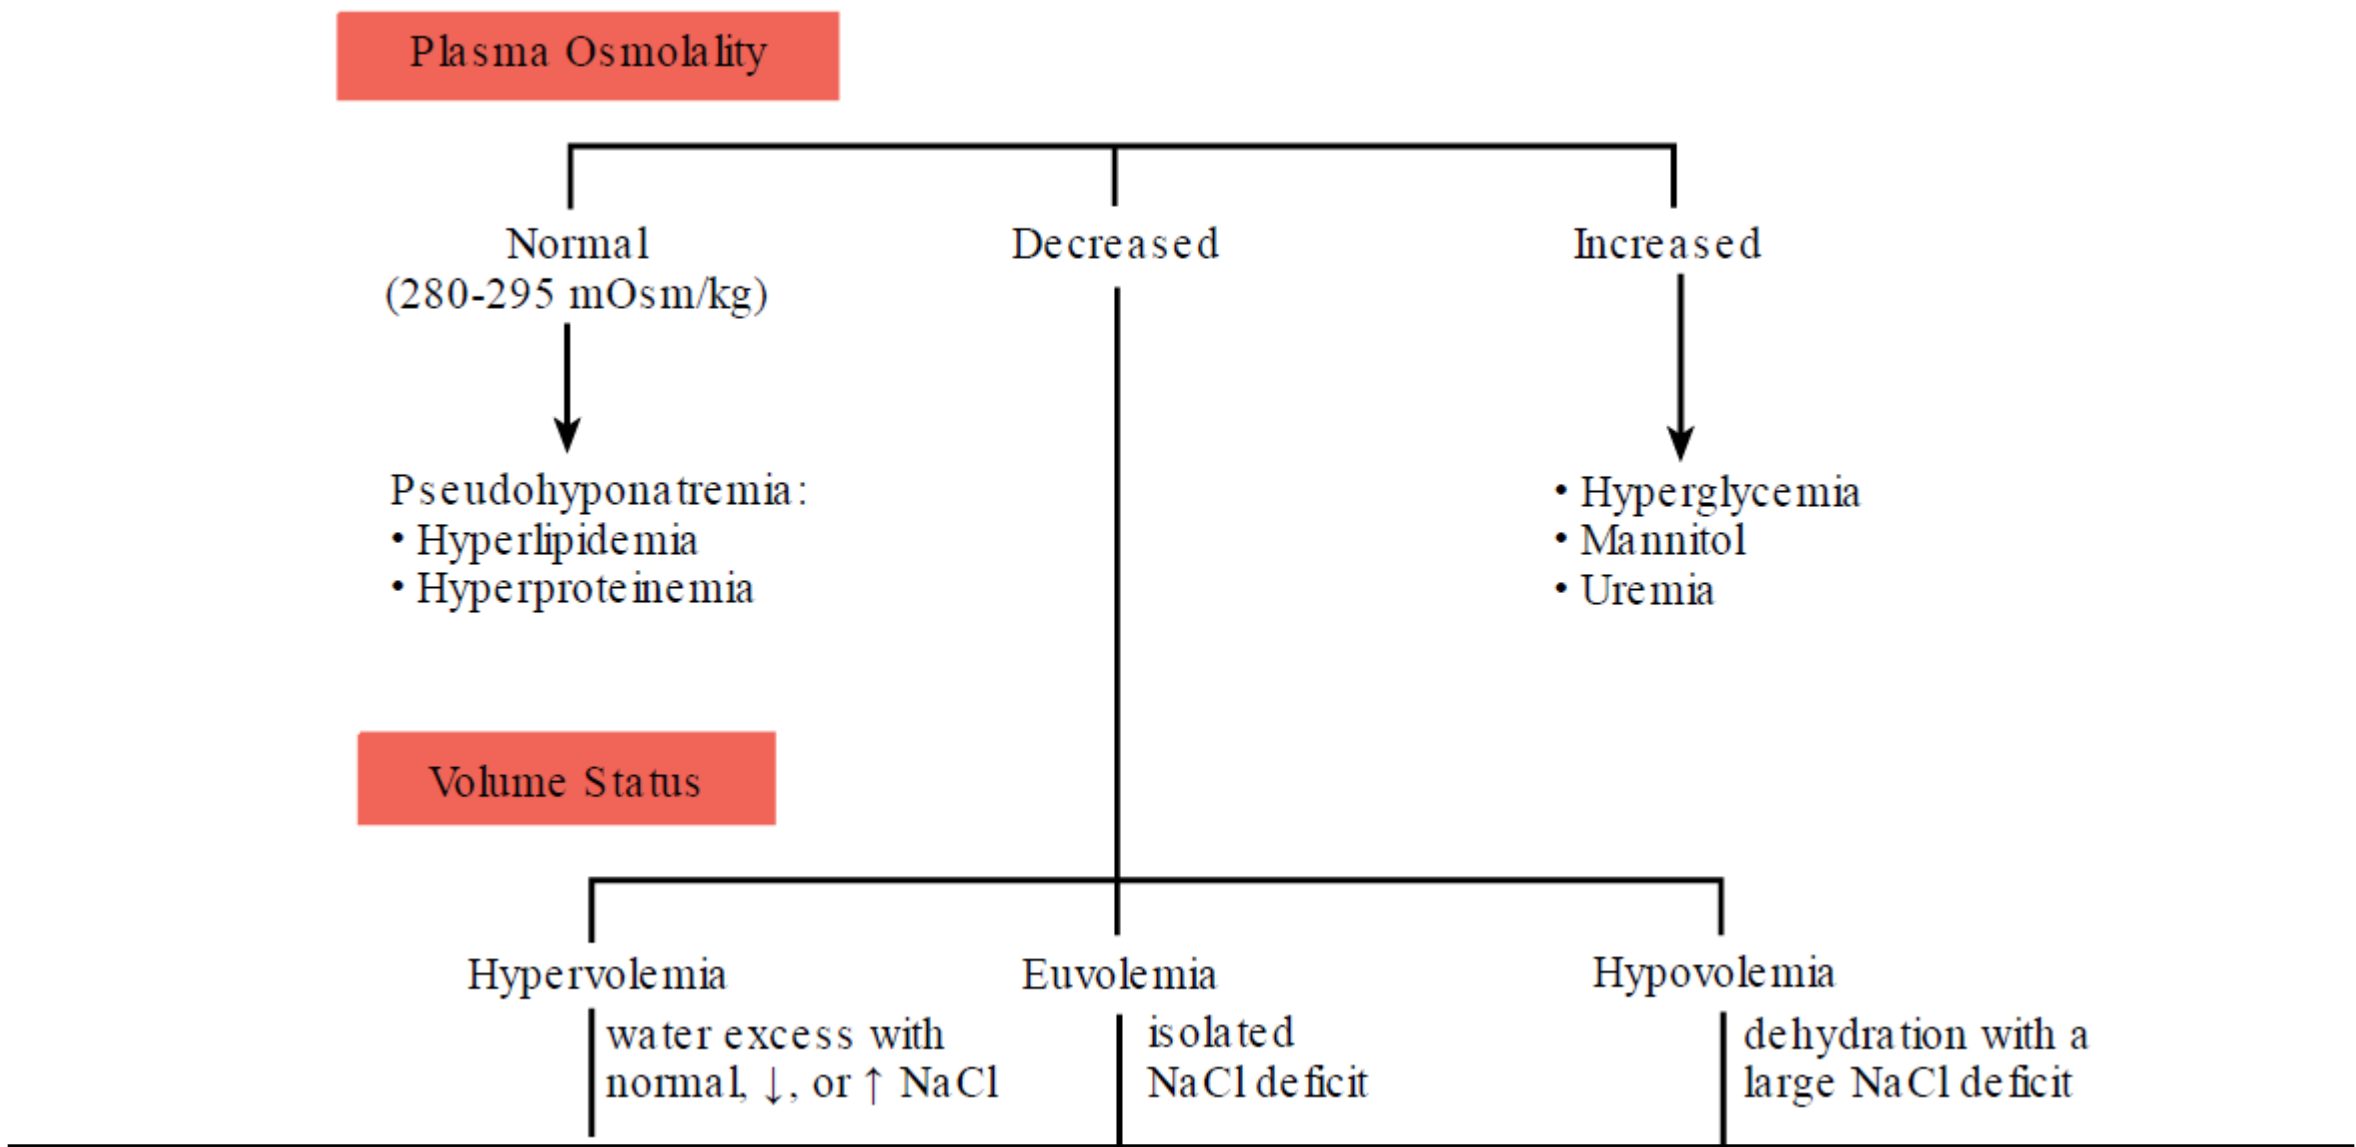 Plasma Osmolality
Normal
(280-295 mOsm/kg)
Decreased
Increased
Pseudohyponatremia:
• Hyperlipidemia
• Hyperproteinemia
• Hyperglycemia
• Mannitol
• Uremia
Volume Status
Hypervolemia
water excess with
normal, ↓, or ↑ NaCl
Euvolemia
isolated
NaCl deficit
Hypovolemia
dehydration with a
large NaCl deficit